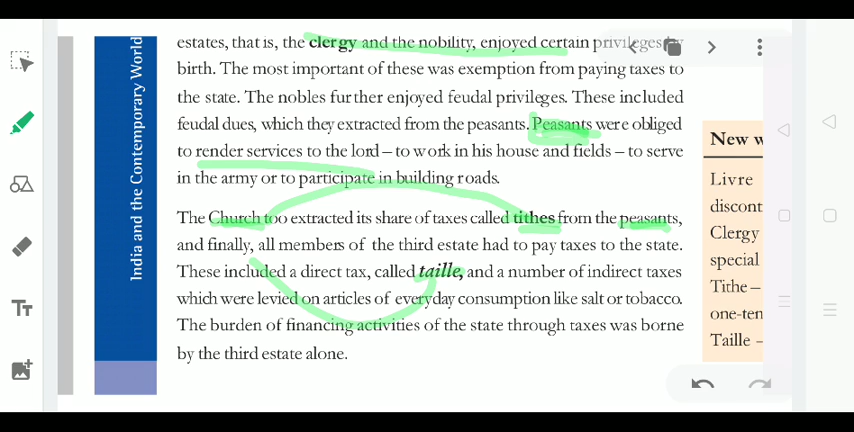 India and the Contemporary World
estates, that is, the clergy and the nobility, enjoyed certain privileges by
birth. The most important of these was exemption from paying taxes to
the state. The nobles further enjoyed feudal privileges. These included
feudal dues, which they extracted from the peasants. Peasants were obliged
to render services to the lord – to work in his house and fields – to serve
in the army or to participate in building roads.
The Church too extracted its share of taxes called tithes from the peasants,
and finally, all members of the third estate had to pay taxes to the state.
These included a direct tax, called taille, and a number of indirect taxes
which were levied on articles of everyday consumption like salt or tobacco.
The burden of financing activities of the state through taxes was borne
by the third estate alone.
New w
Livre
discont
Clergy
special
Tithe –
one-ten
Taille –
Tт